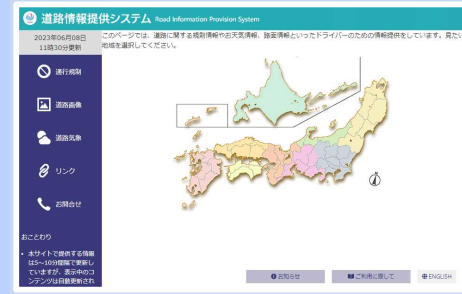 道路情報提供システム Road Information Provision System
2023年06月08日
11時30分更新
このページでは、道路に関する規制情報やお天気情報、路面情報といったドライバーのための情報提供をしています。見たい
地域を選択してください。
通行規制
道路画像
道路気象
リンク
お問合せ
おことわり
・ 本サイトで提供する情報
は5~10分間隔で更新し
ていますが、表示中のコ
ンテンツは自動更新され
お知らせ
ご利用に際して
ENGLISH